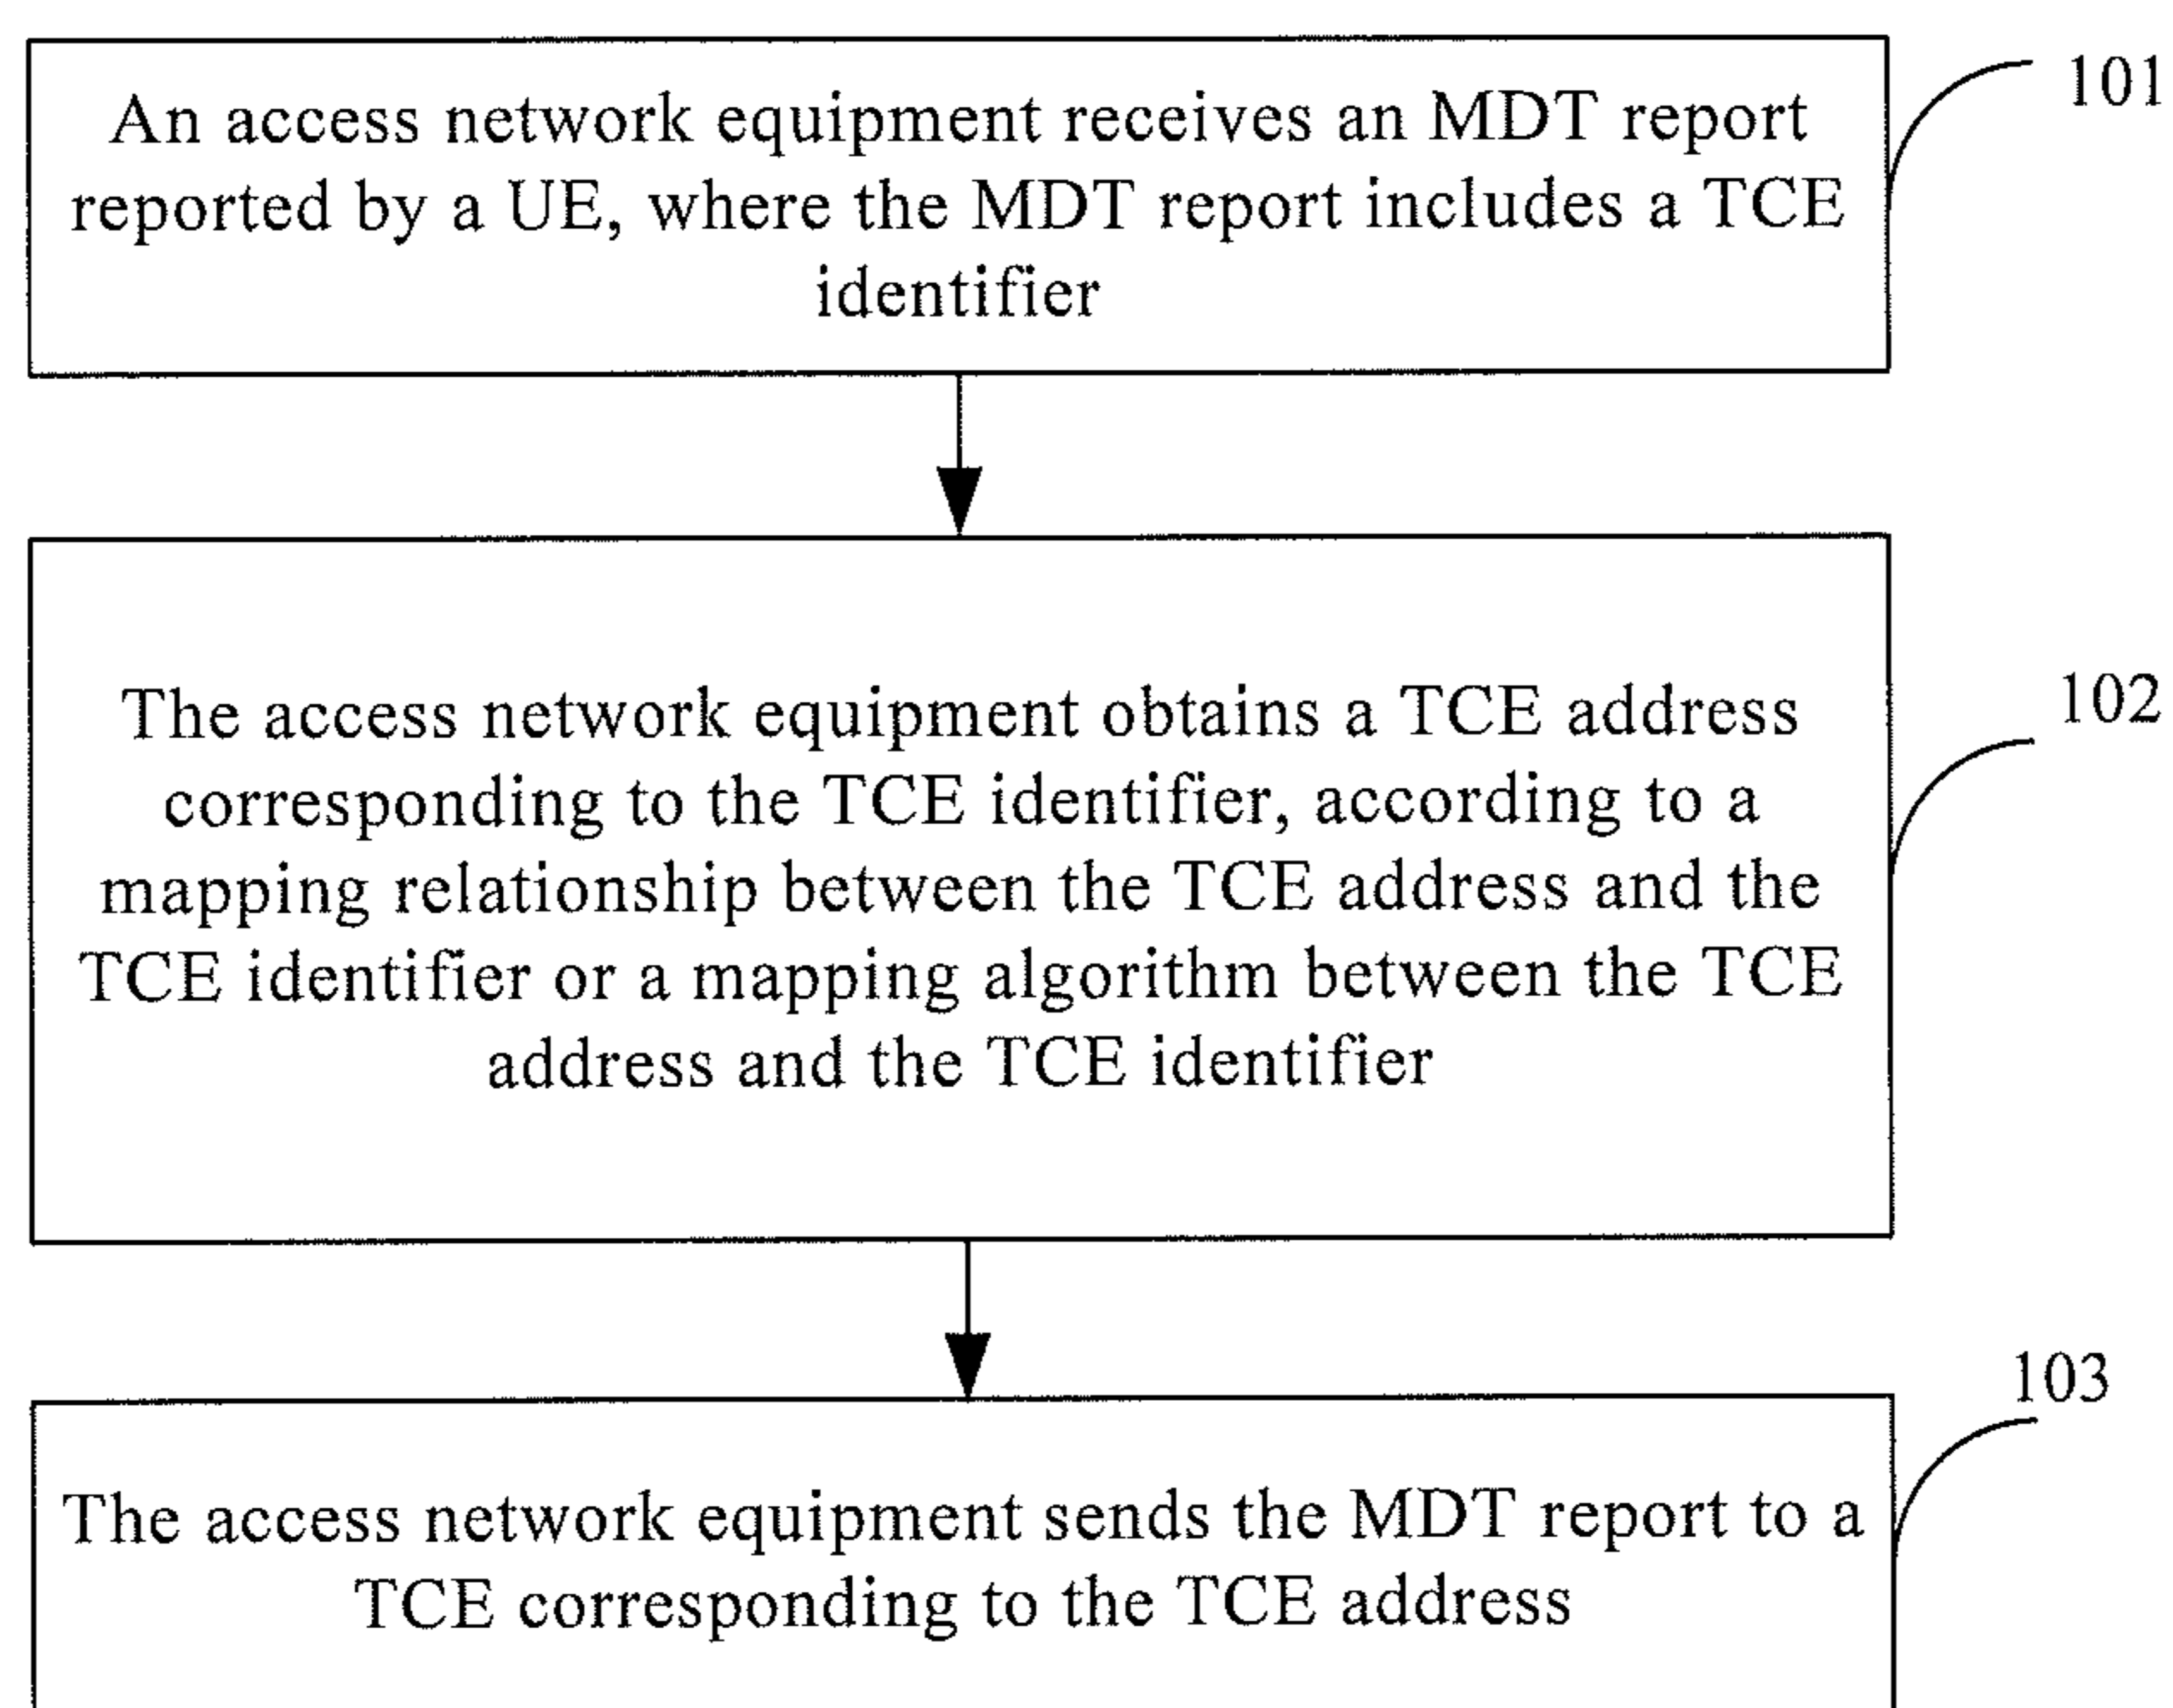 An access network equipment receives an MDT report
reported by a UE, where the MDT report includes a TCE
identifier
101
The access network equipment obtains a TCE address
corresponding to the TCE identifier, according to a
mapping relationship between the TCE address and the
TCE identifier or a mapping algorithm between the TCE
address and the TCE identifier
102
The access network equipment sends the MDT report to a
TCE corresponding to the TCE address
103